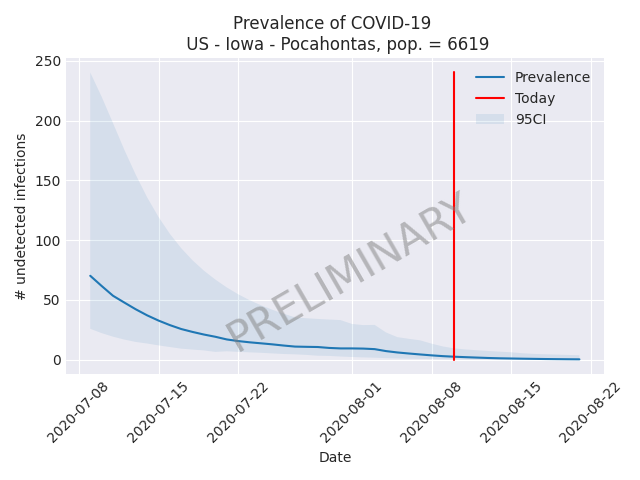 Prevalence of COVID-19
US - Iowa - Pocahontas, pop. = 6619
250
200
150
100
50
0
# undetected infections
Prevalence
Today
95CI
PRELIMINARY
2020-07-08
2020-07-15
2020-07-22
2020-08-01
2020-08-08
2020-08-15
2020-08-22
Date